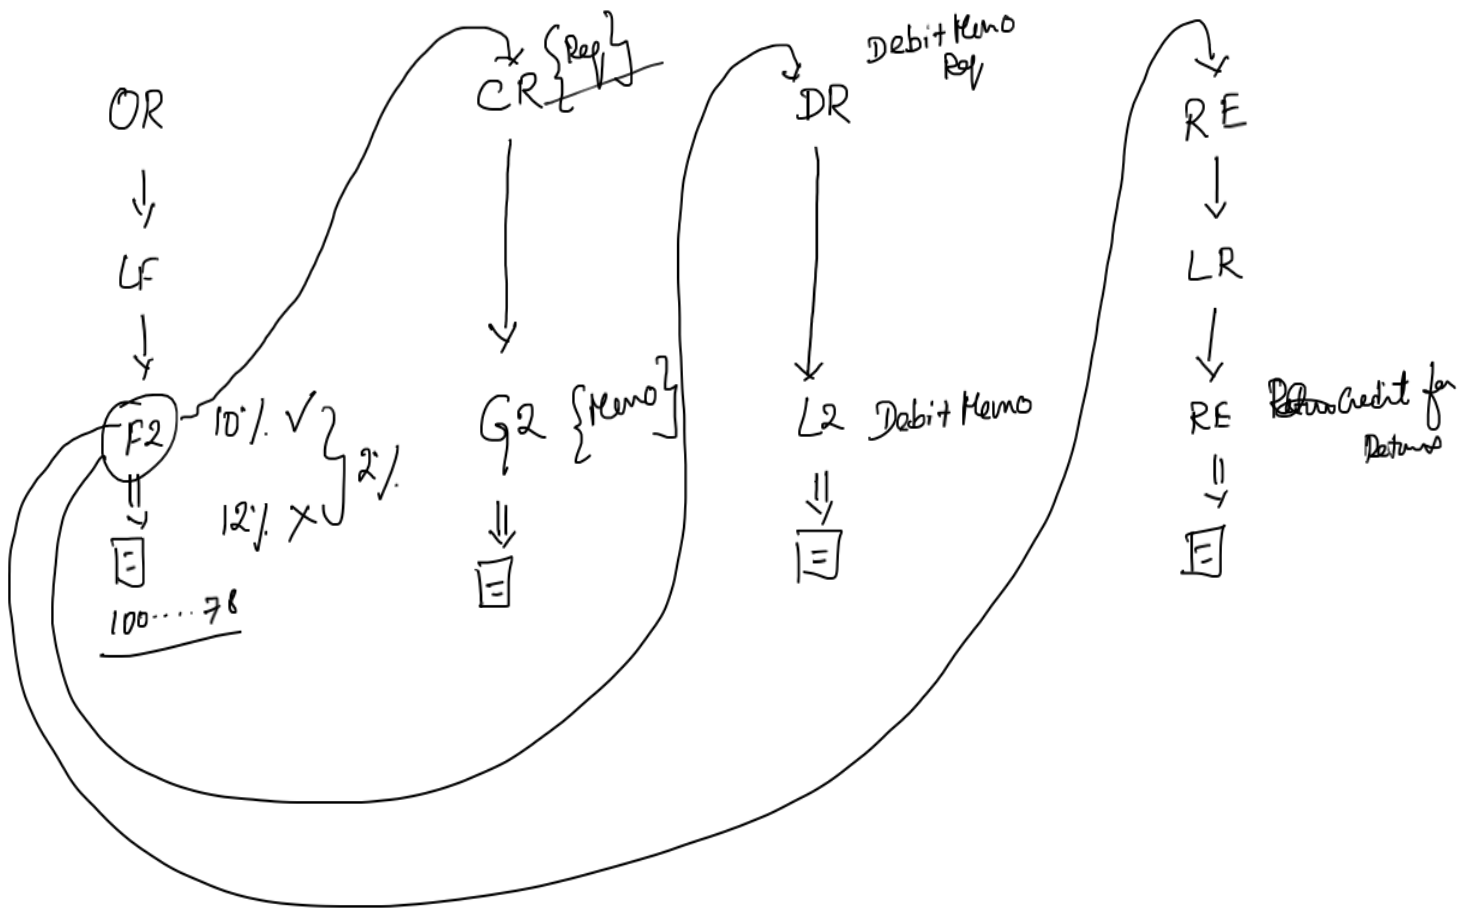 OR
LF
F2
10% ✓
12% ✗
2%
100.....78
CR {Req}
G2 {Memo}
Debit Memo
Req
DR
L2 Debit Memo
RE
LR
RE Credit for
Returns